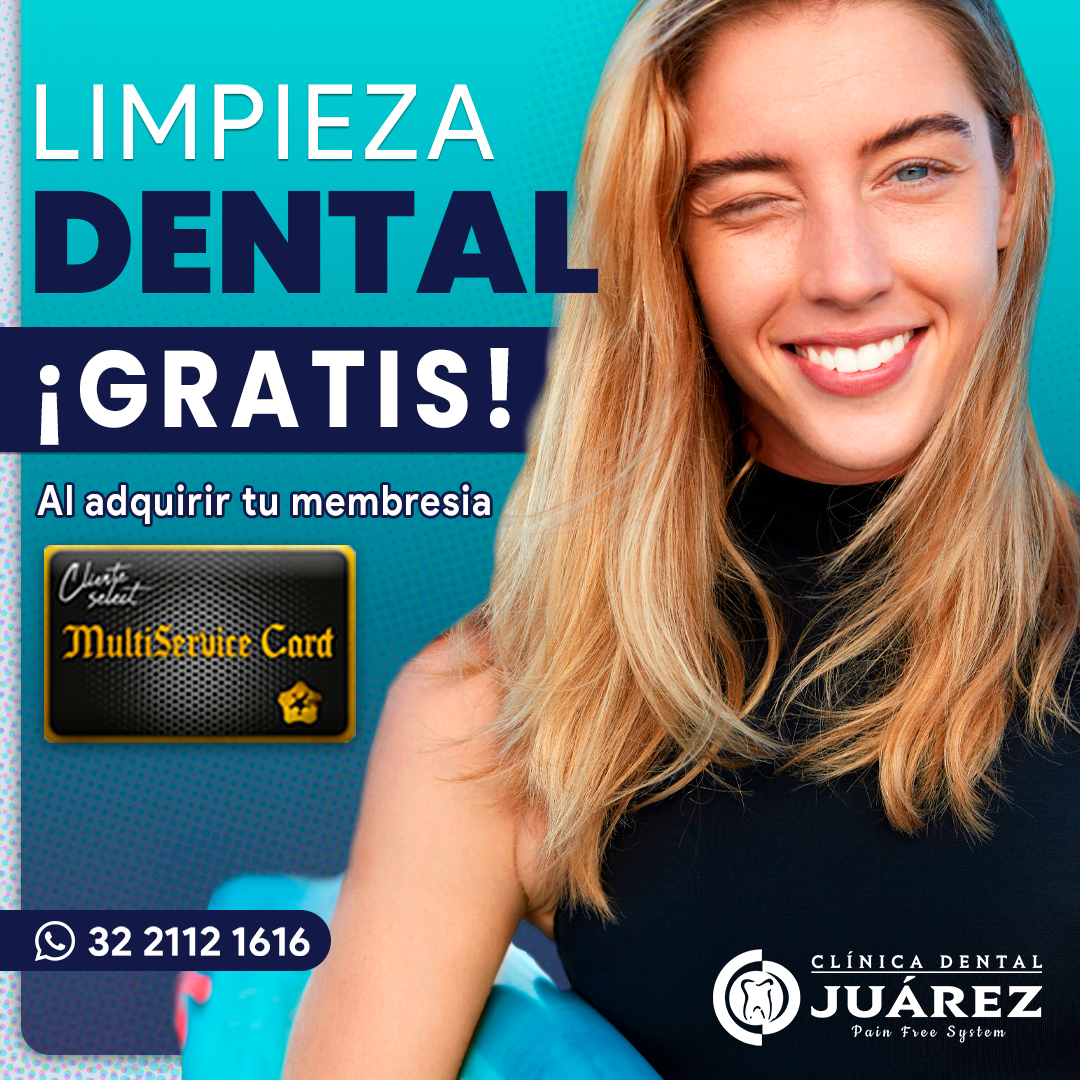 LIMPIEZA
DENTAL
¡GRATIS!
Al adquirir tu membresia
Cliente
select
MultiService Card
32 2112 1616
CLÍNICA DENTAL
JUÁREZ
Pain Free System